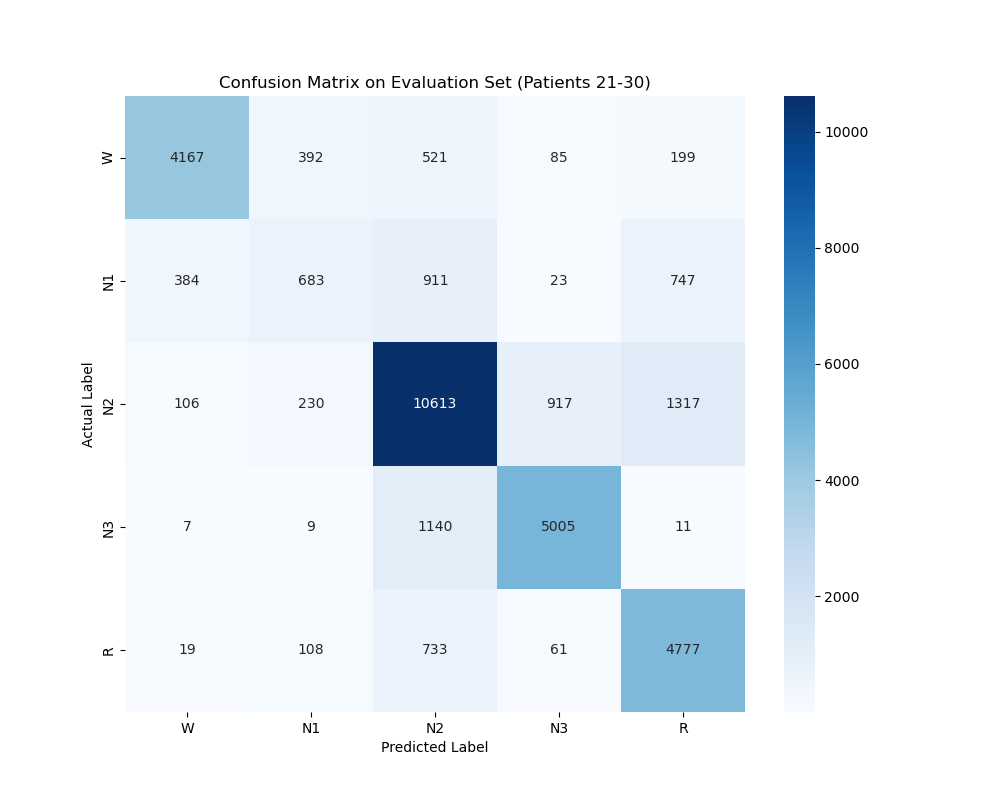 Confusion Matrix on Evaluation Set (Patients 21-30)
W 4167 392 521 85 199
N1 384 683 911 23 747
N2 106 230 10613 917 1317
N3 7 9 1140 5005 11
R 19 108 733 61 4777
W N1 N2 N3 R
Predicted Label
Actual Label
10000
8000
6000
4000
2000